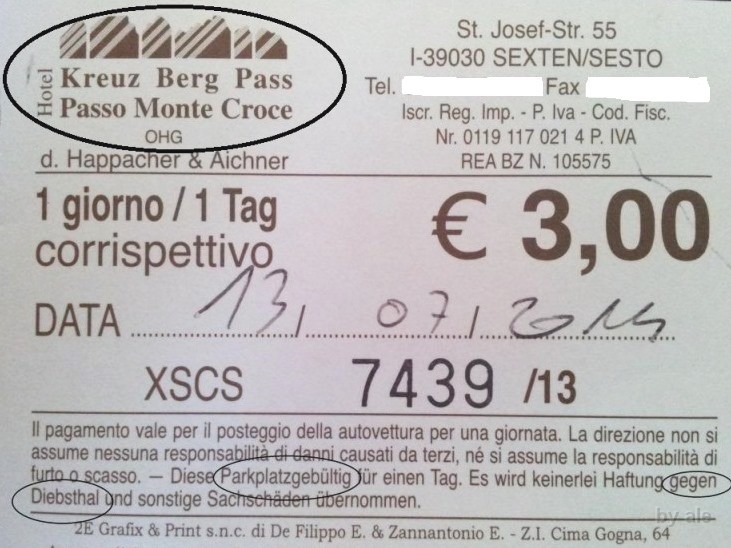 St. Josef-Str. 55
I-39030 SEXTEN/SESTO
Tel. Fax
Iscr. Reg. Imp. - P. Iva - Cod. Fisc.
Nr. 0119 117 021 4 P. IVA
REA BZ N. 105575
Hotel
Kreuz Berg Pass
Passo Monte Croce
OHG
d. Happacher & Aichner
1 giorno / 1 Tag
corrispettivo
€ 3,00
DATA 13/ 07/ 2014
XSCS 7439 /13
Il pagamento vale per il posteggio della autovettura per una giornata. La direzione non si
assume nessuna responsabilità di danni causati da terzi, né si assume la responsabilità di
furto o scasso. — Diese Parkplatzgebültig für einen Tag. Es wird keinerlei Haftung gegen
Diebsthal und sonstige Sachschäden übernommen.
2E Grafix & Print s.n.c. di De Filippo E. & Zannantonio E. - Z.I. Cima Gogna, 64
by ale